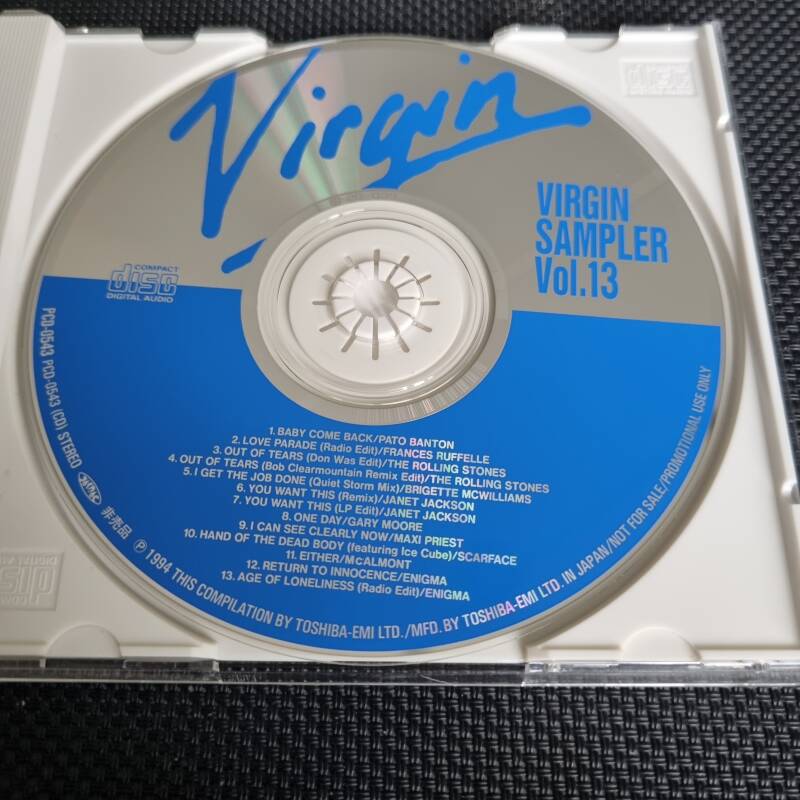 Virgin
VIRGIN
SAMPLER
Vol.13
COMPACT
disc
DIGITAL AUDIO
PCD-0543 PCD-0543 (CD) STEREO
非売品
1. BABY COME BACK/PATO BANTON
2. LOVE PARADE (Radio Edit)/FRANCES RUFFELLE
3. OUT OF TEARS (Don Was Edit)/THE ROLLING STONES
4. OUT OF TEARS (Bob Clearmountain Remix Edit)/THE ROLLING STONES
5. I GET THE JOB DONE (Quiet Storm Mix)/BRIGETTE MCWILLIAMS
6. YOU WANT THIS (Remix)/JANET JACKSON
7. YOU WANT THIS (LP Edit)/JANET JACKSON
8. ONE DAY/GARY MOORE
9. I CAN SEE CLEARLY NOW/MAXI PRIEST
10. HAND OF THE DEAD BODY (featuring Ice Cube)/SCARFACE
11. EITHER/McALMONT
12. RETURN TO INNOCENCE/ENIGMA
13. AGE OF LONELINESS (Radio Edit)/ENIGMA
Ⓟ 1994 THIS COMPILATION BY TOSHIBA-EMI LTD./MFD. BY TOSHIBA-EMI LTD. IN JAPAN/NOT FOR SALE/PROMOTIONAL USE ONLY